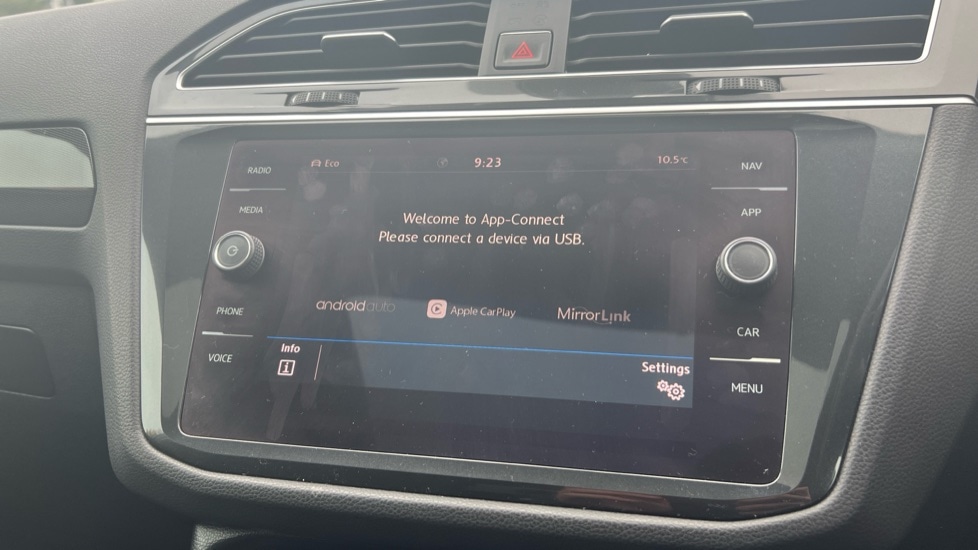 RADIO
MEDIA
PHONE
VOICE
Eco
9:23
10.5°C
Welcome to App-Connect
Please connect a device via USB.
androidauto
Apple CarPlay
MirrorLink
Info
i
Settings
NAV
APP
CAR
MENU